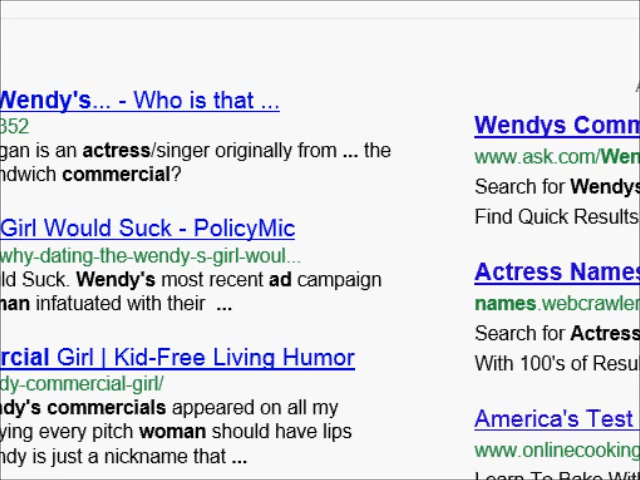 Wendy's... - Who is that ...
352
gan is an actress/singer originally from ... the
ndwich commercial?
Girl Would Suck - PolicyMic
why-dating-the-wendy-s-girl-woul...
ld Suck. Wendy's most recent ad campaign
man infatuated with their ...
rcial Girl | Kid-Free Living Humor
dy-commercial-girl/
ndy's commercials appeared on all my
ying every pitch woman should have lips
ndy is just a nickname that ...
Wendys Comm
www.ask.com/Wen
Search for Wendys
Find Quick Results
Actress Names
names.webcrawler
Search for Actress
With 100's of Resul
America's Test
www.onlinecooking
Learn To Bake With